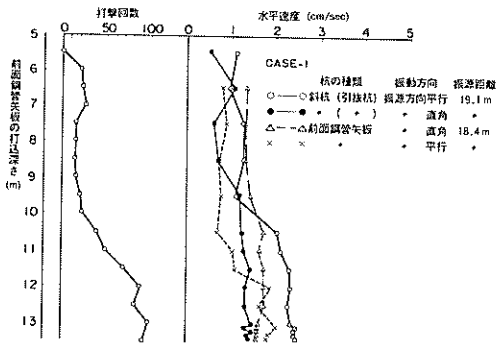 打撃回数
水平速度 (cm/sec)
0 50 100
0 1 2 3
前面鋼管矢板の打込深さ(m)
5
6
7
8
9
10
11
12
13
CASE-1
杭の種類 振動方向 振源距離
斜杭 (引抜杭) 振源方向平行 19.1m
〃 ( 〃 ) 〃 直角 〃
前面鋼管矢板 〃 直角 18.4m
〃 〃 平行 〃